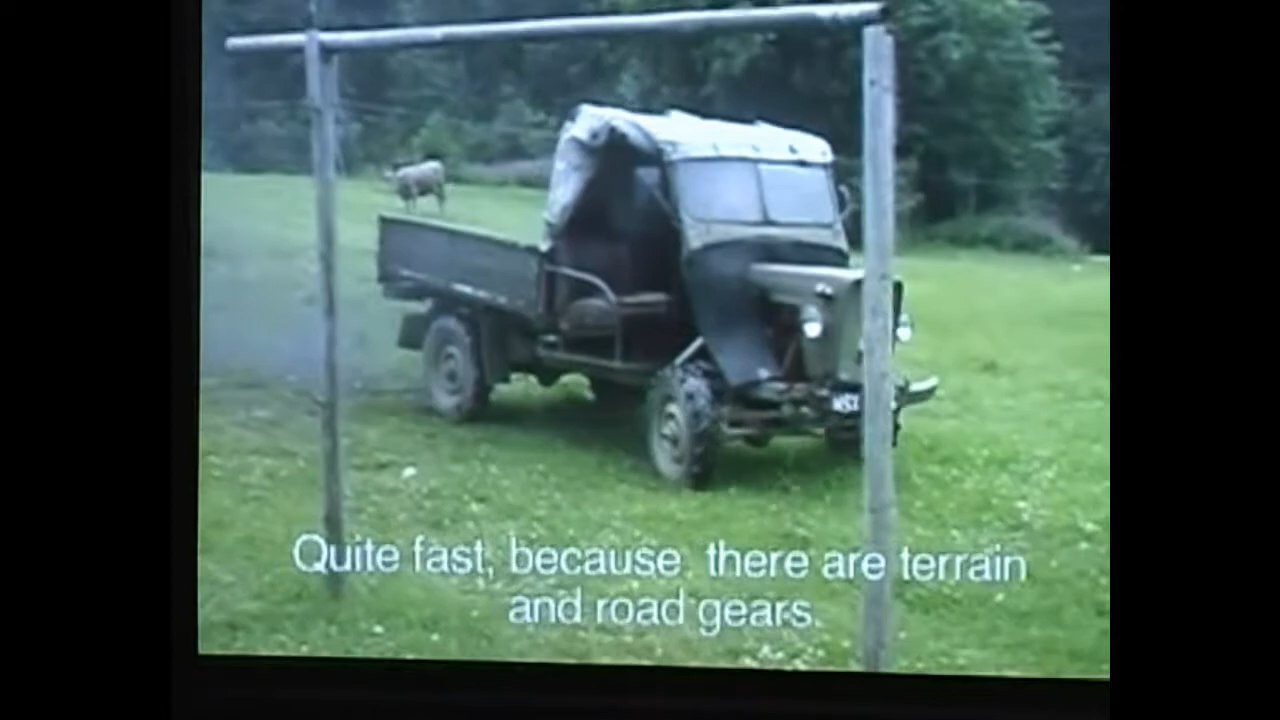 Quite fast, because there are terrain
and road gears.